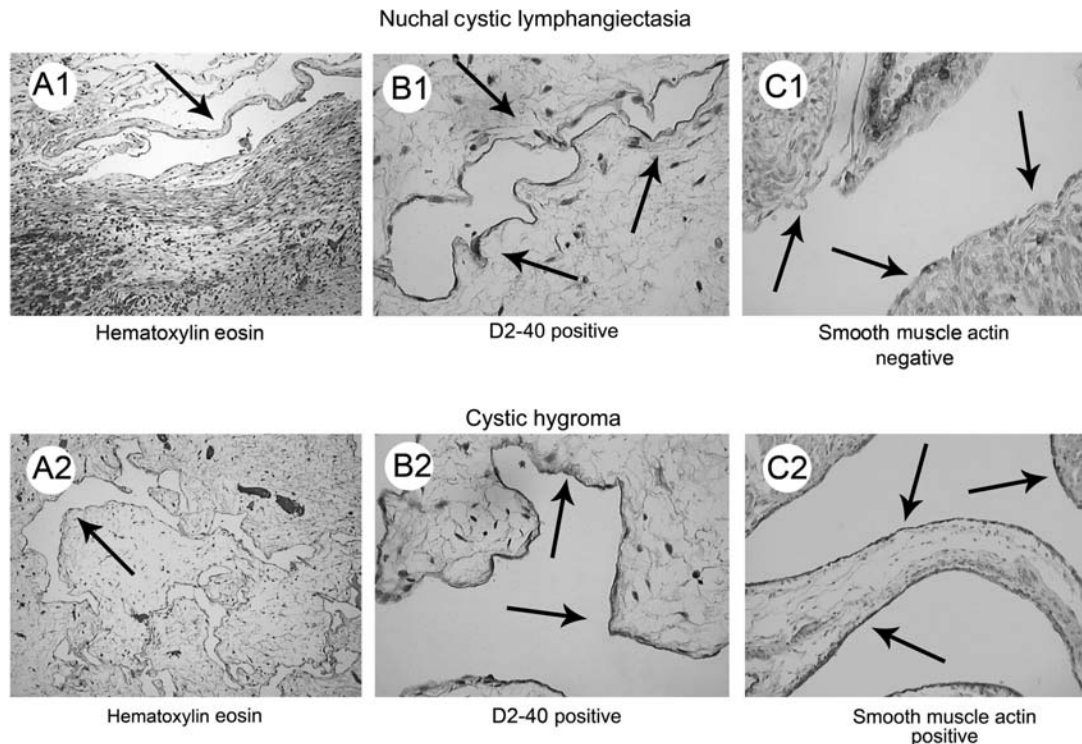 Nuchal cystic lymphangiectasia
A1
B1
C1
Hematoxylin eosin
D2-40 positive
Smooth muscle actin
negative
Cystic hygroma
A2
B2
C2
Hematoxylin eosin
D2-40 positive
Smooth muscle actin
positive